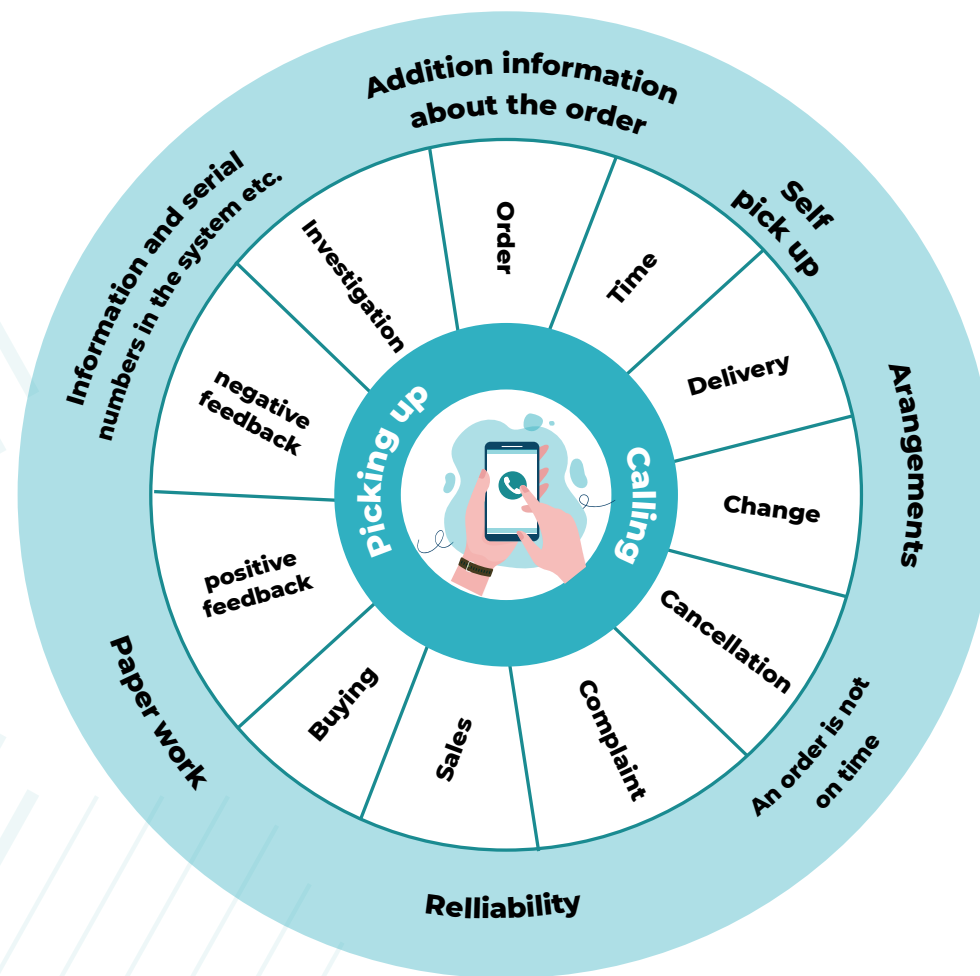 Addition information
about the order
Self
pick up
Arangements
An order is not
on time
Relliability
Paper work
Information and serial
numbers in the system etc.
Order
Time
Delivery
Change
Cancellation
Complaint
Sales
Buying
positive
feedback
negative
feedback
Investigation
Picking up
Calling